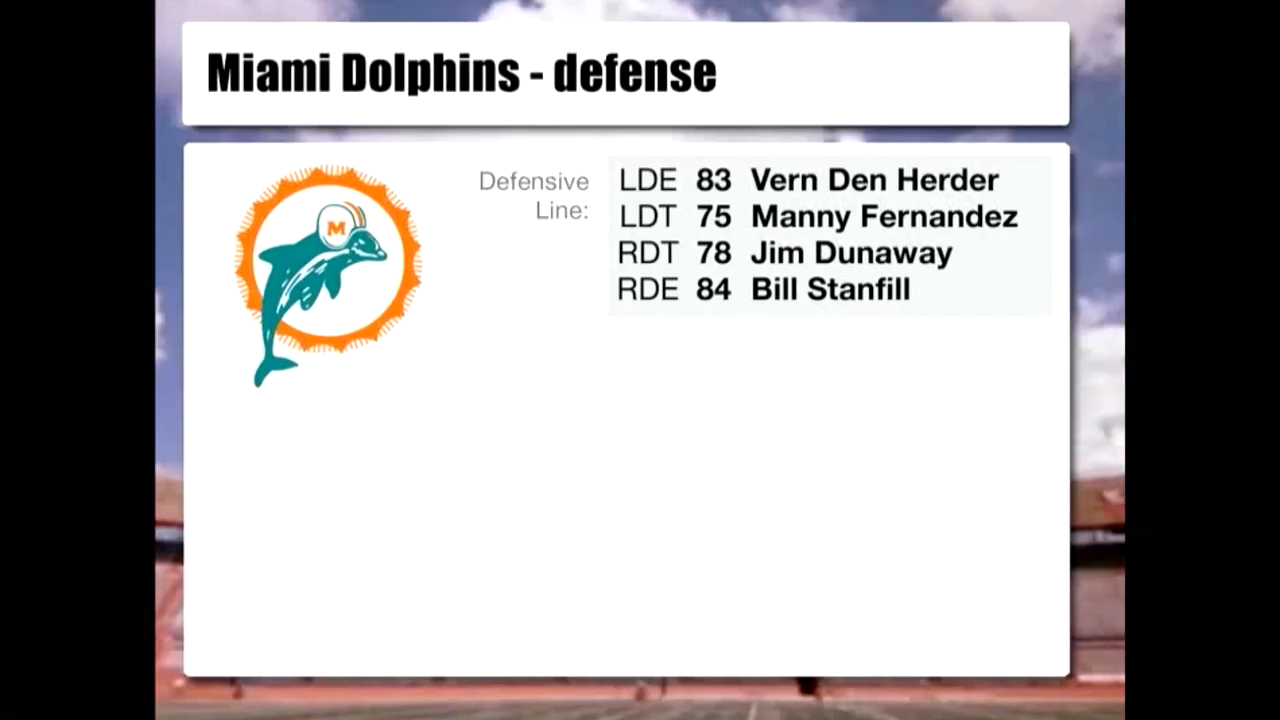 Miami Dolphins - defense
M
Defensive
Line:
LDE 83 Vern Den Herder
LDT 75 Manny Fernandez
RDT 78 Jim Dunaway
RDE 84 Bill Stanfill